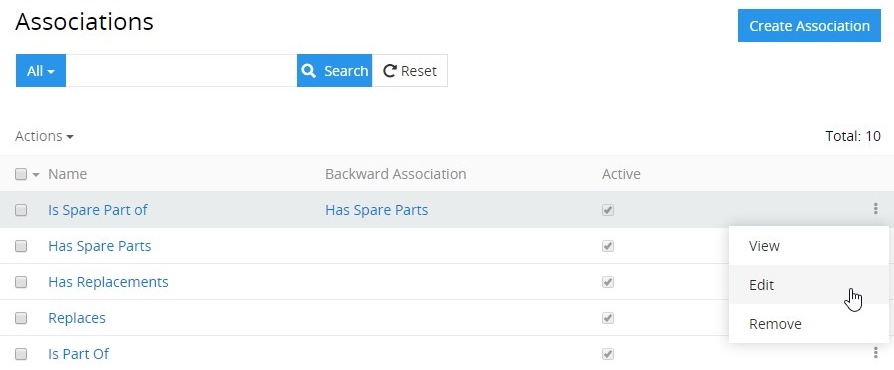 Associations
Create Association
All
Search
Reset
Actions
Total: 10
Name Backward Association Active
Is Spare Part of Has Spare Parts
Has Spare Parts
View
Has Replacements
Edit
Replaces
Remove
Is Part Of